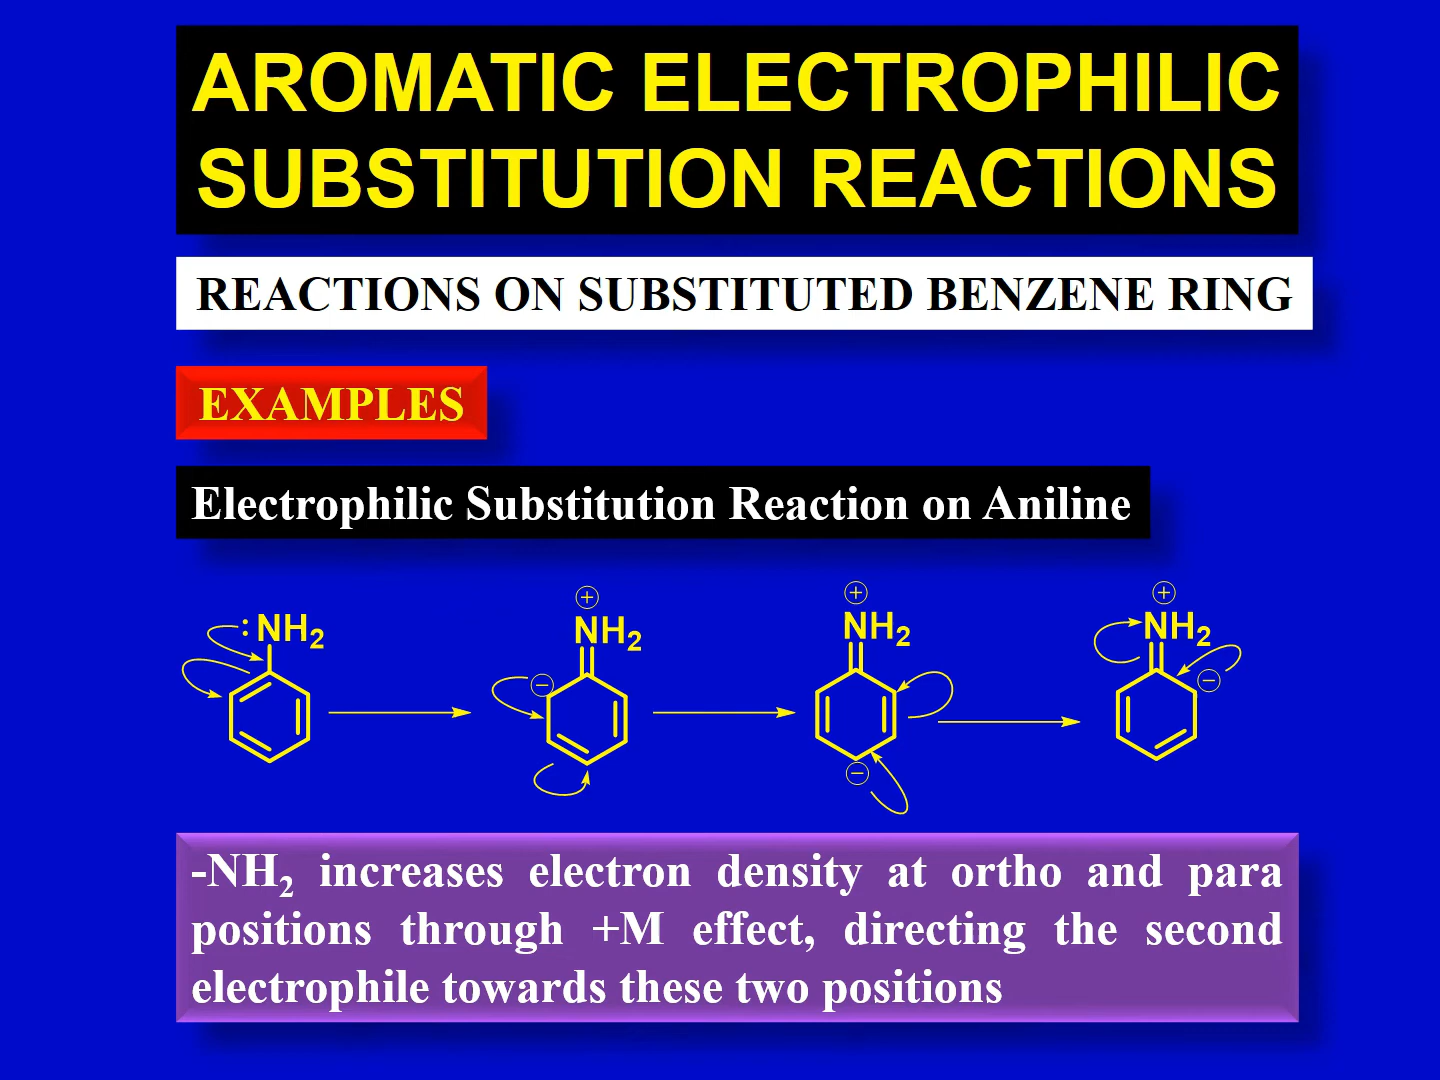 AROMATIC ELECTROPHILIC
SUBSTITUTION REACTIONS
REACTIONS ON SUBSTITUTED BENZENE RING
EXAMPLES
Electrophilic Substitution Reaction on Aniline
:NH₂ ⊕ NH₂ ⊕ NH₂ ⊕ NH₂
⊖ ⊖ ⊖
-NH₂ increases electron density at ortho and para
positions through +M effect, directing the second
electrophile towards these two positions